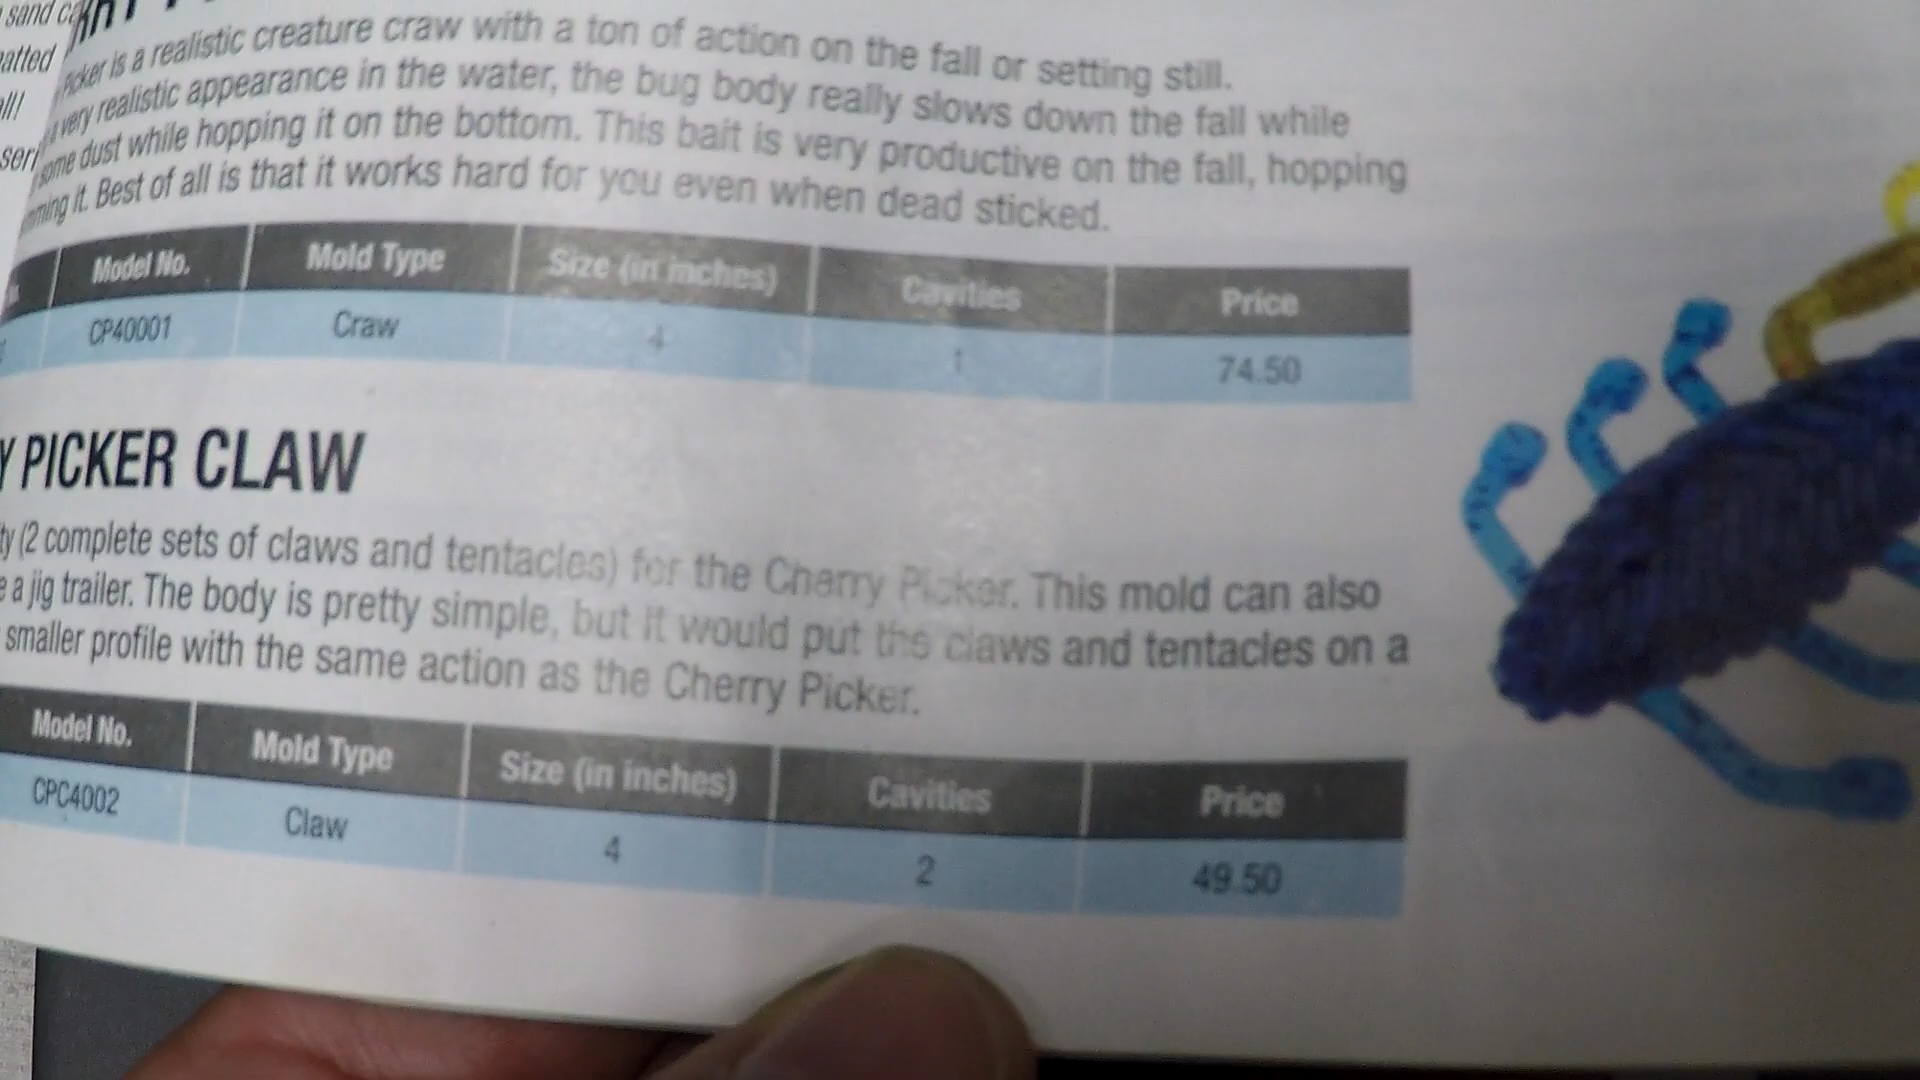 sand
Picker is a realistic creature craw with a ton of action on the fall or setting still.
very realistic appearance in the water, the bug body really slows down the fall while
some dust while hopping it on the bottom. This bait is very productive on the fall, hopping
it. Best of all is that it works hard for you even when dead sticked.
Model No. Mold Type Size (in inches) Cavities Price
CP40001 Craw 4 1 74.50
Y PICKER CLAW
ty (2 complete sets of claws and tentacles) for the Cherry Picker. This mold can also
e a jig trailer. The body is pretty simple, but it would put the claws and tentacles on a
smaller profile with the same action as the Cherry Picker.
Model No. Mold Type Size (in inches) Cavities Price
CPC4002 Claw 4 2 49.50